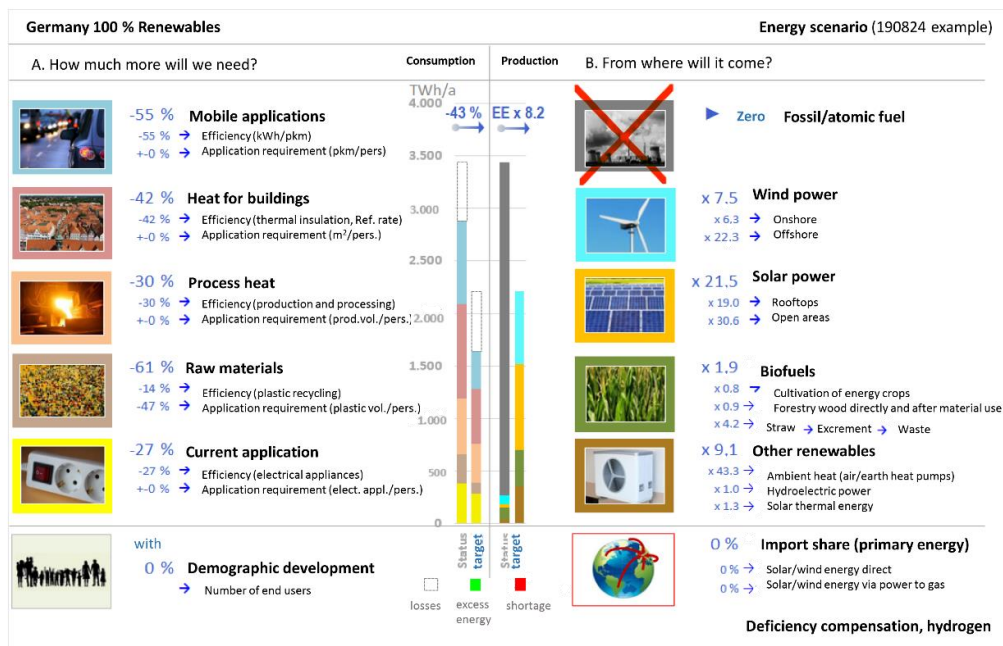 Germany 100 % Renewables
Energy scenario (190824 example)
A. How much more will we need?
Consumption
Production
B. From where will it come?
TWh/a
4.000
-43 %
EE x 8.2
3.500
3.000
2.500
2.000
1.500
1.000
500
0
-55 % Mobile applications
-55 % → Efficiency (kWh/pkm)
+-0 % → Application requirement (pkm/pers)
-42 % Heat for buildings
-42 % → Efficiency (thermal insulation, Ref. rate)
+-0 % → Application requirement (m²/pers.)
-30 % Process heat
-30 % → Efficiency (production and processing)
+-0 % → Application requirement (prod.vol./pers.)
-61 % Raw materials
-14 % → Efficiency (plastic recycling)
-47 % → Application requirement (plastic vol./pers.)
-27 % Current application
-27 % → Efficiency (electrical appliances)
+-0 % → Application requirement (elect. appl./pers.)
with
0 % Demographic development
→ Number of end users
Status
target
Status
target
losses
excess
energy
shortage
Zero Fossil/atomic fuel
x 7.5 Wind power
x 6.3 → Onshore
x 22.3 → Offshore
x 21.5 Solar power
x 19.0 → Rooftops
x 30.6 → Open areas
x 1,9 Biofuels
x 0.8 Cultivation of energy crops
x 0.9 → Forestry wood directly and after material use
x 4.2 → Straw → Excrement → Waste
x 9,1 Other renewables
x 43.3 → Ambient heat (air/earth heat pumps)
x 1.0 → Hydroelectric power
x 1.3 → Solar thermal energy
0 % Import share (primary energy)
0 % → Solar/wind energy direct
0 % → Solar/wind energy via power to gas
Deficiency compensation, hydrogen